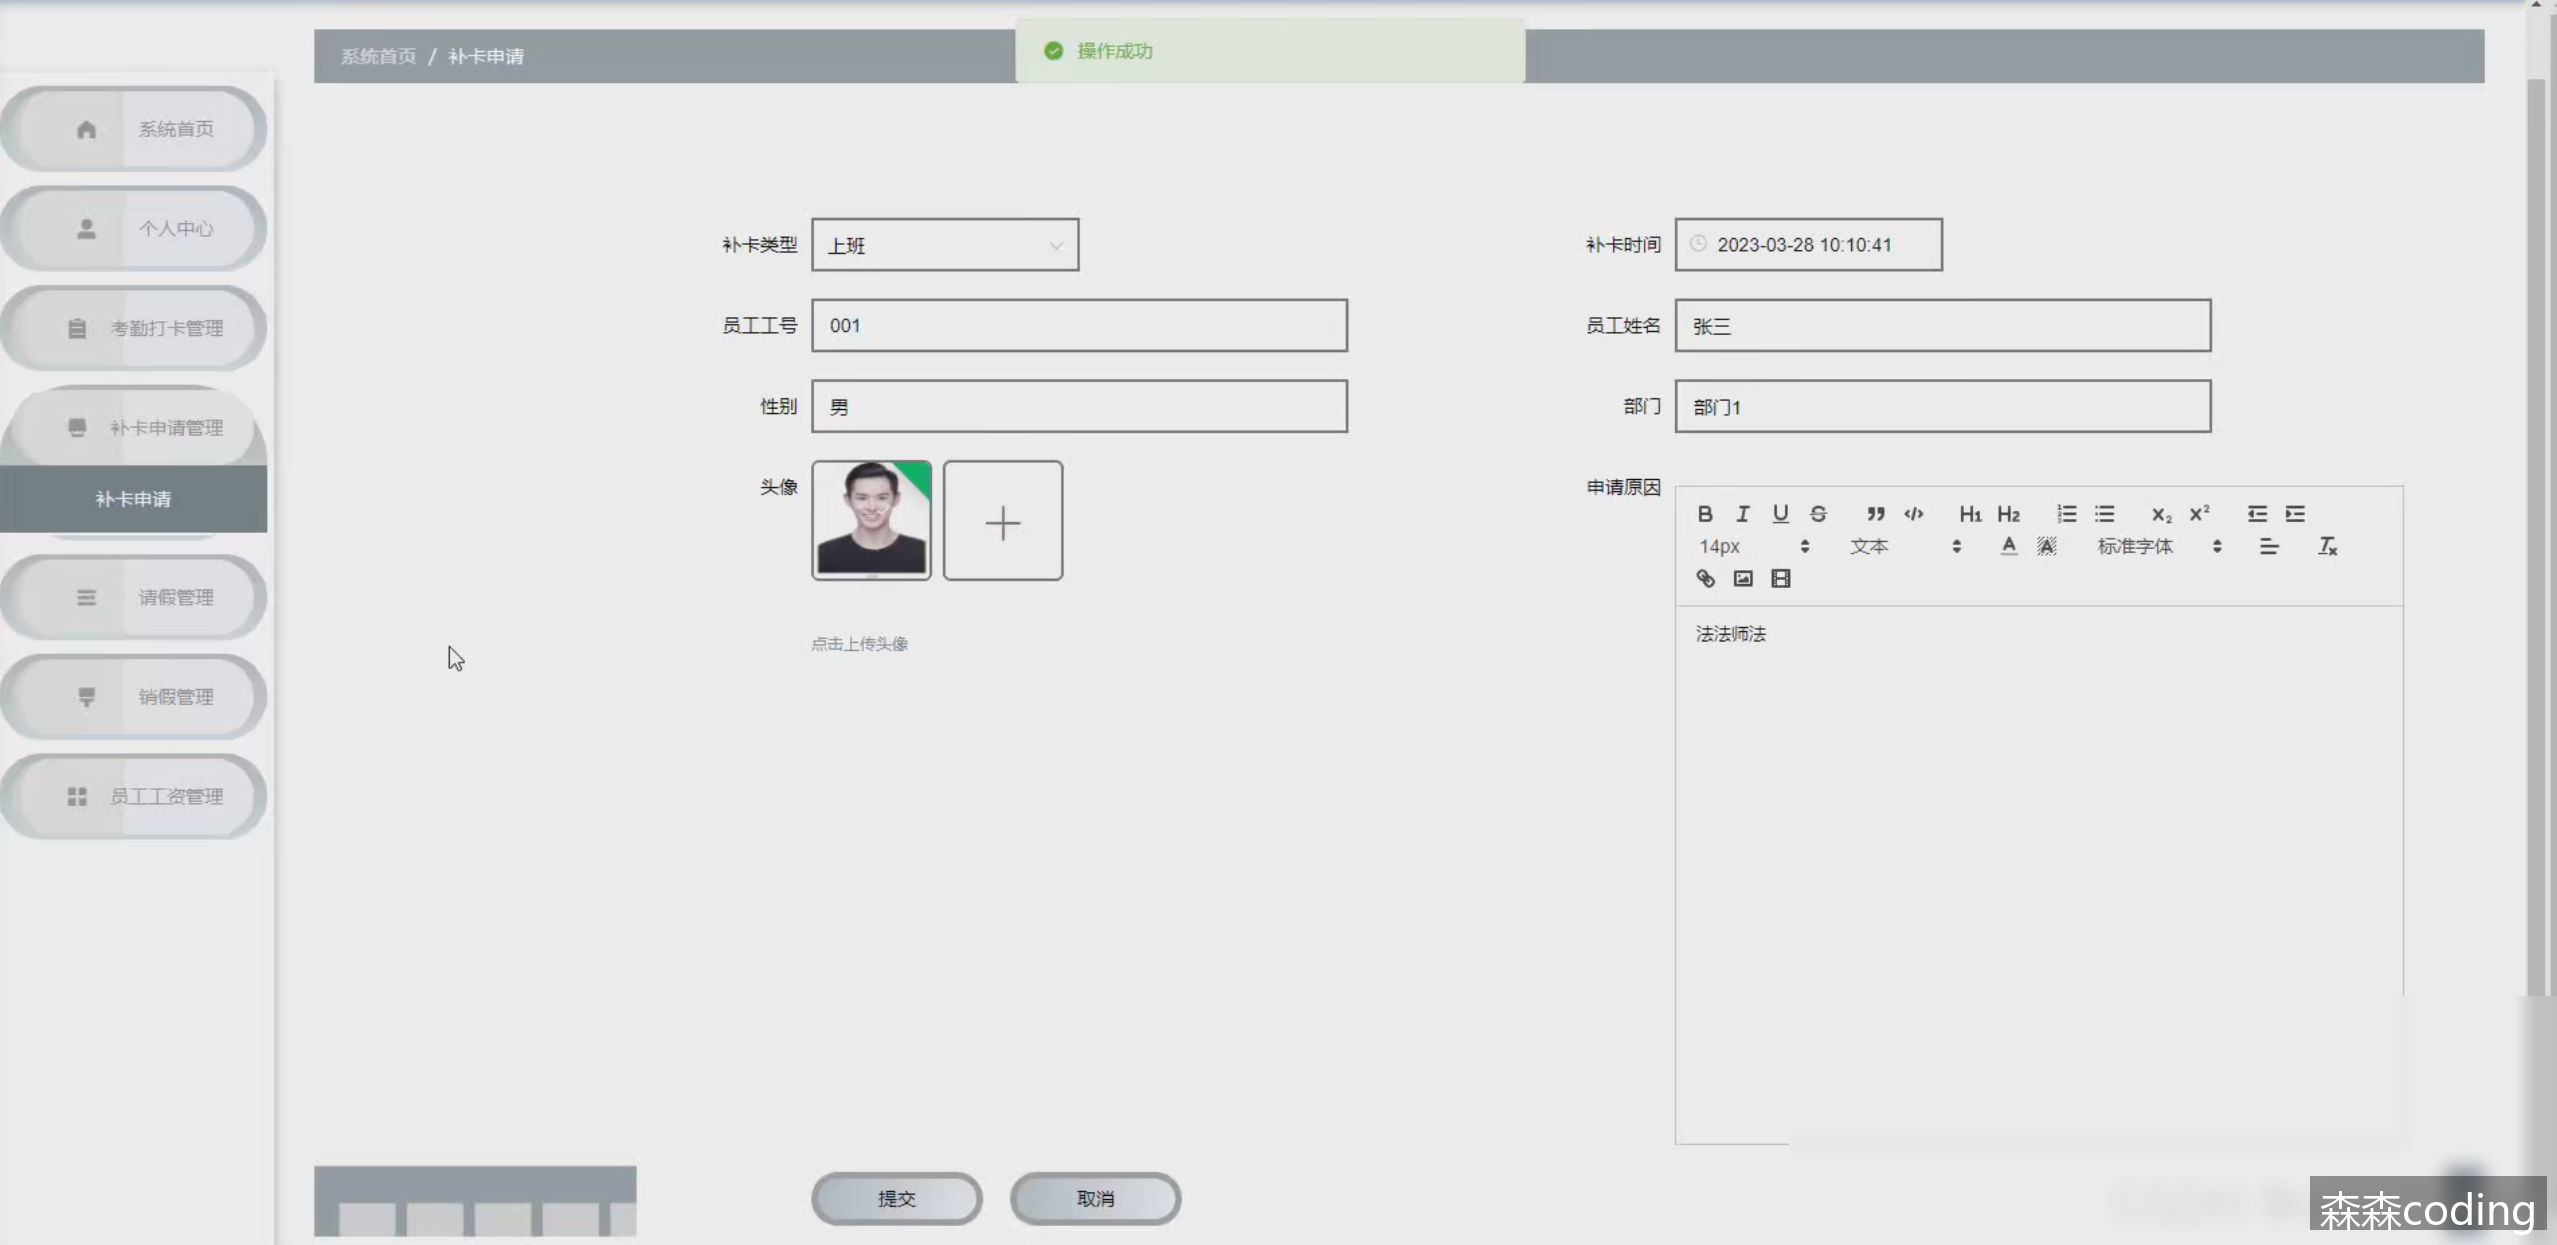 系统首页 / 补卡申请
操作成功
系统首页
个人中心
考勤打卡管理
补卡申请管理
补卡申请
请假管理
销假管理
员工工资管理
补卡类型 上班
补卡时间 2023-03-28 10:10:41
员工工号 001
员工姓名 张三
性别 男
部门 部门1
头像
点击上传头像
申请原因
B I U S H1 H2 x₂ x²
14px 文本 A A 标准字体 Tx
法法师法
提交 取消
森森coding